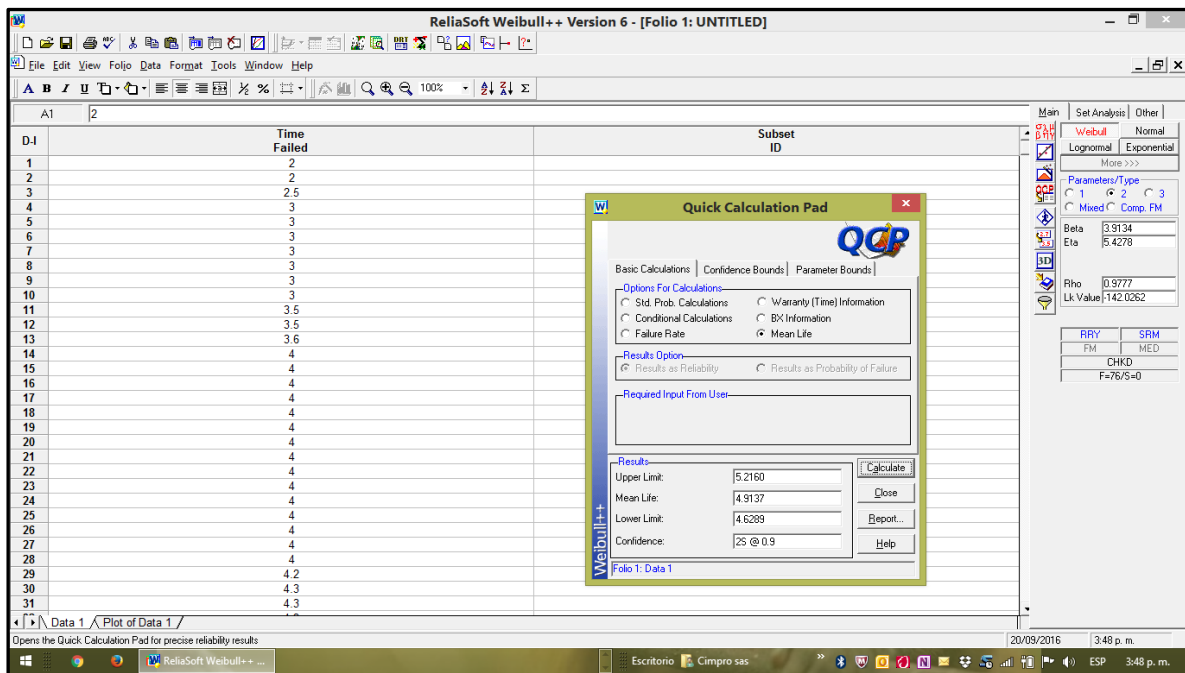 ReliaSoft Weibull++ Version 6 - [Folio 1: UNTITLED]
File Edit View Folio Data Format Tools Window Help
100%
A1 2
Main Set Analysis Other
D-I Time Failed Subset ID
1 2
2 2
3 2.5
4 3
5 3
6 3
7 3
8 3
9 3
10 3
11 3.5
12 3.5
13 3.6
14 4
15 4
16 4
17 4
18 4
19 4
20 4
21 4
22 4
23 4
24 4
25 4
26 4
27 4
28 4
29 4.2
30 4.3
31 4.3
Quick Calculation Pad
QCP
Basic Calculations Confidence Bounds Parameter Bounds
Options For Calculations
Std. Prob. Calculations Warranty (Time) Information
Conditional Calculations BX Information
Failure Rate Mean Life
Results Option
Results as Reliability Results as Probability of Failure
Required Input From User
Results
Upper Limit: 5.2160
Mean Life: 4.9137
Lower Limit: 4.6289
Confidence: 2S @ 0.9
Calculate
Close
Report...
Help
Weibull++
Folio 1: Data 1
Weibull Normal
Lognormal Exponential
More >>>
Parameters/Type
1 2 3
Mixed Comp. FM
Beta 3.9134
Eta 5.4278
Rho 0.9777
Lk Value -142.0262
RRY SRM
FM MED
CHKD
F=76/S=0
Data 1 Plot of Data 1
Opens the Quick Calculation Pad for precise reliability results
20/09/2016 3:48 p. m.
ReliaSoft Weibull++ ...
Escritorio Cimpro sas
ESP 3:48 p. m.